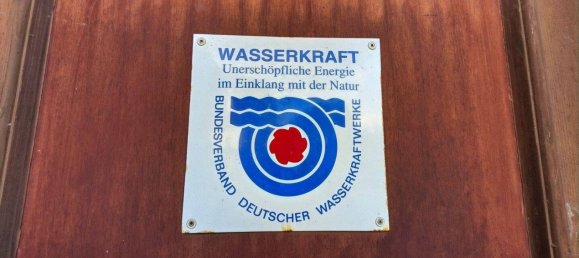 WASSERKRAFT
Unerschöpfliche Energie
im Einklang mit der Natur
BUNDESVERBAND DEUTSCHER WASSERKRAFTWERKE